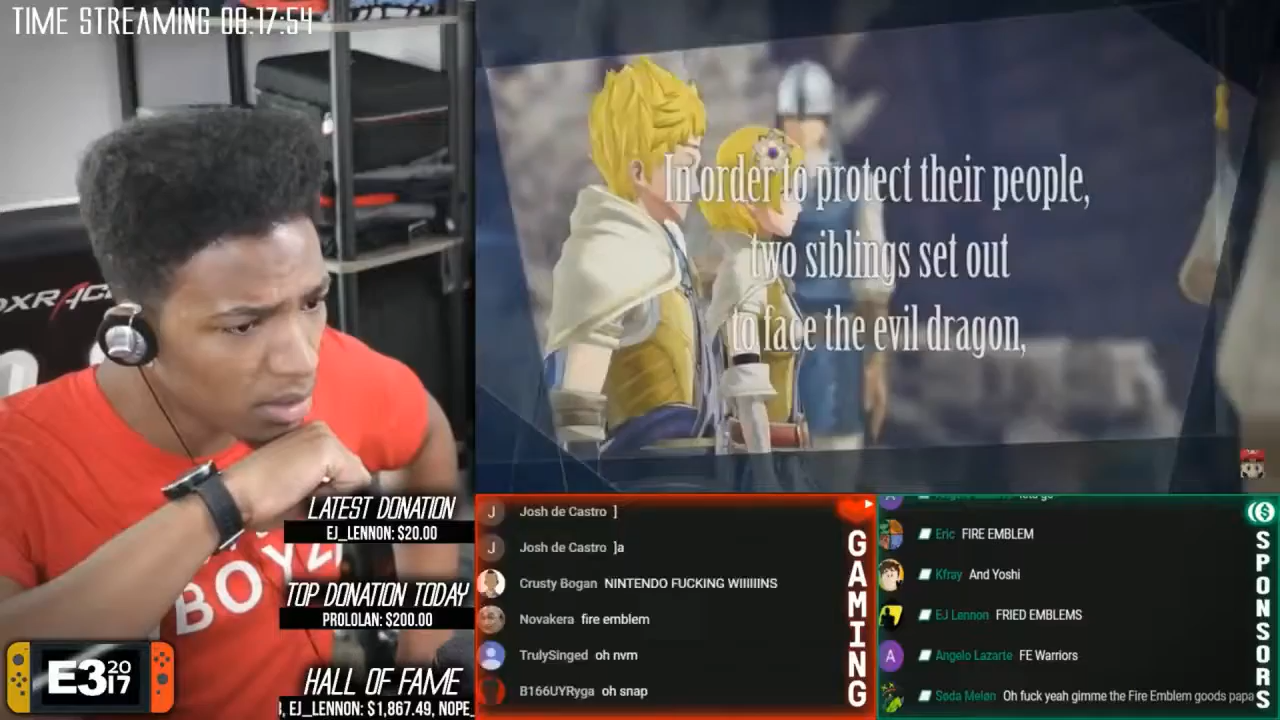 TIME STREAMING 08:17:54
In order to protect their people,
two siblings set out
to face the evil dragon,
LATEST DONATION
EJ_LENNON: $20.00
TOP DONATION TODAY
PROLOLAN: $200.00
HALL OF FAME
, EJ_LENNON: $1,867.49, NOPE_
BOYZ
E3 2017
J Josh de Castro ]
J Josh de Castro ]a
Crusty Bogan NINTENDO FUCKING WIIIIIINS
Novakera fire emblem
TrulySinged oh nvm
B166UYRyga oh snap
GAMING
Eric FIRE EMBLEM
Kfray And Yoshi
EJ Lennon FRIED EMBLEMS
A Angelo Lazarte FE Warriors
Søda Meløn Oh fuck yeah gimme the Fire Emblem goods papa
SPONSORS